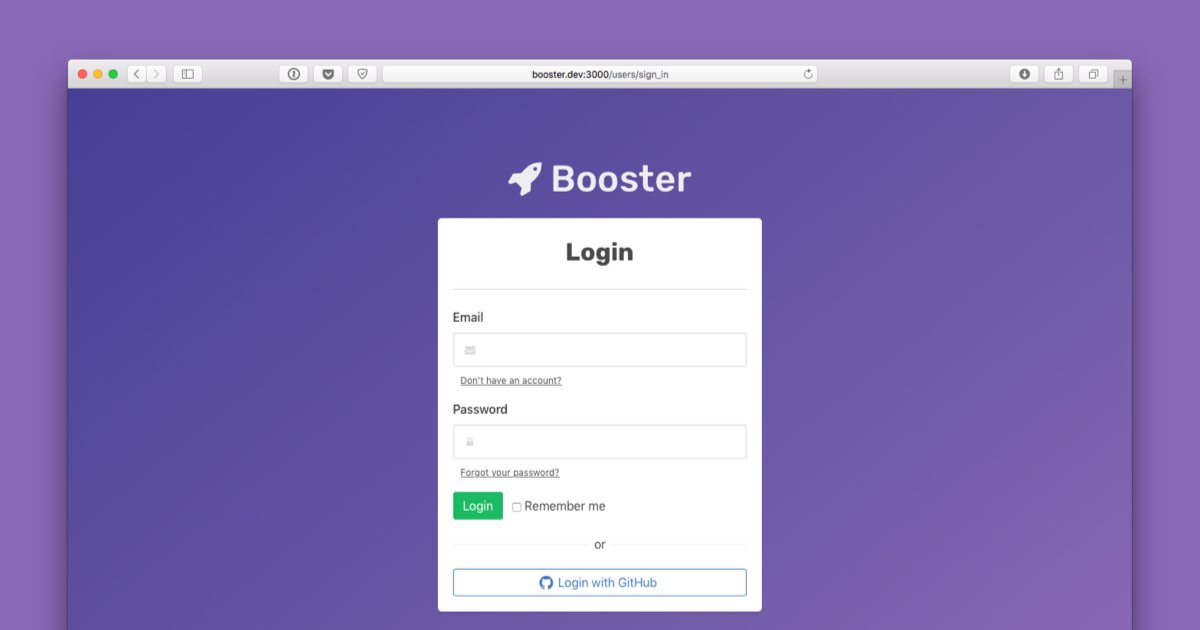 booster.dev:3000/users/sign_in
Booster
Login
Email
Don't have an account?
Password
Forgot your password?
Login Remember me
or
Login with GitHub